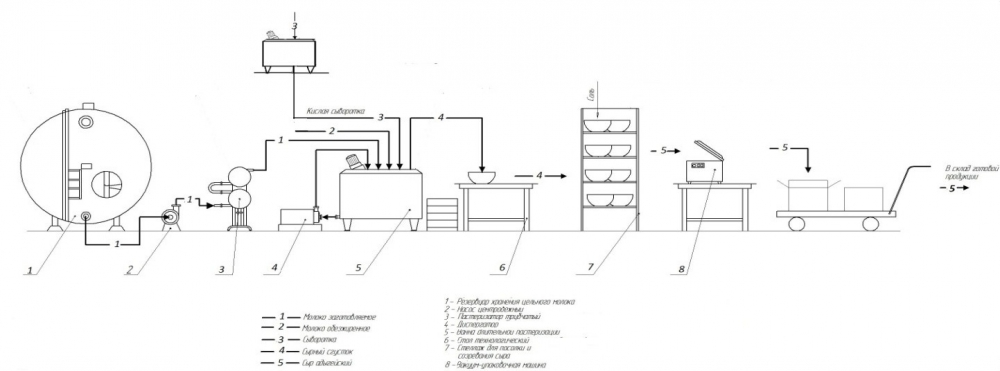 3
Кислая сыворотка
3
4
1
2
Соль
4
5
5
В склад готовой
продукции
5
1
1
1
2
3
4
5
6
7
8
1 Молоко заготовляемое
2 Молоко обезжиренное
3 Сыворотка
4 Сырный сгусток
5 Сыр адыгейский
1 - Резервуар хранения цельного молока
2 - Насос центробежный
3 - Пастеризатор трубчатый
4 - Диспергатор
5 - Ванна длительной пастеризации
6 - Стол технологический
7 - Стеллаж для посолки и
созревания сыра
8 - Вакуум-упаковочная машина